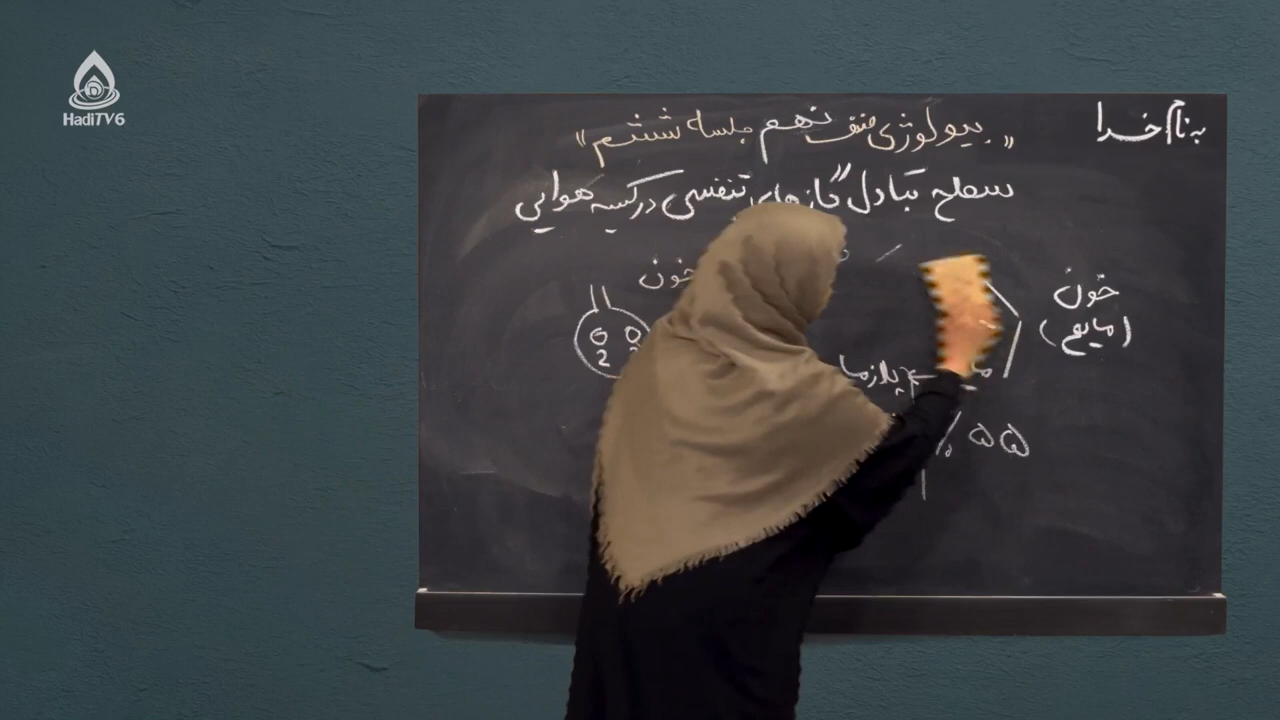 HadiTV6
به نام خدا
«بیولوژی صنف نهم جلسه ششم»
سطح تبادل گازهای تنفسی در کیسه هوایی
خون
(مایع)
پلازما
٪ ۵۵
خون
O O
2